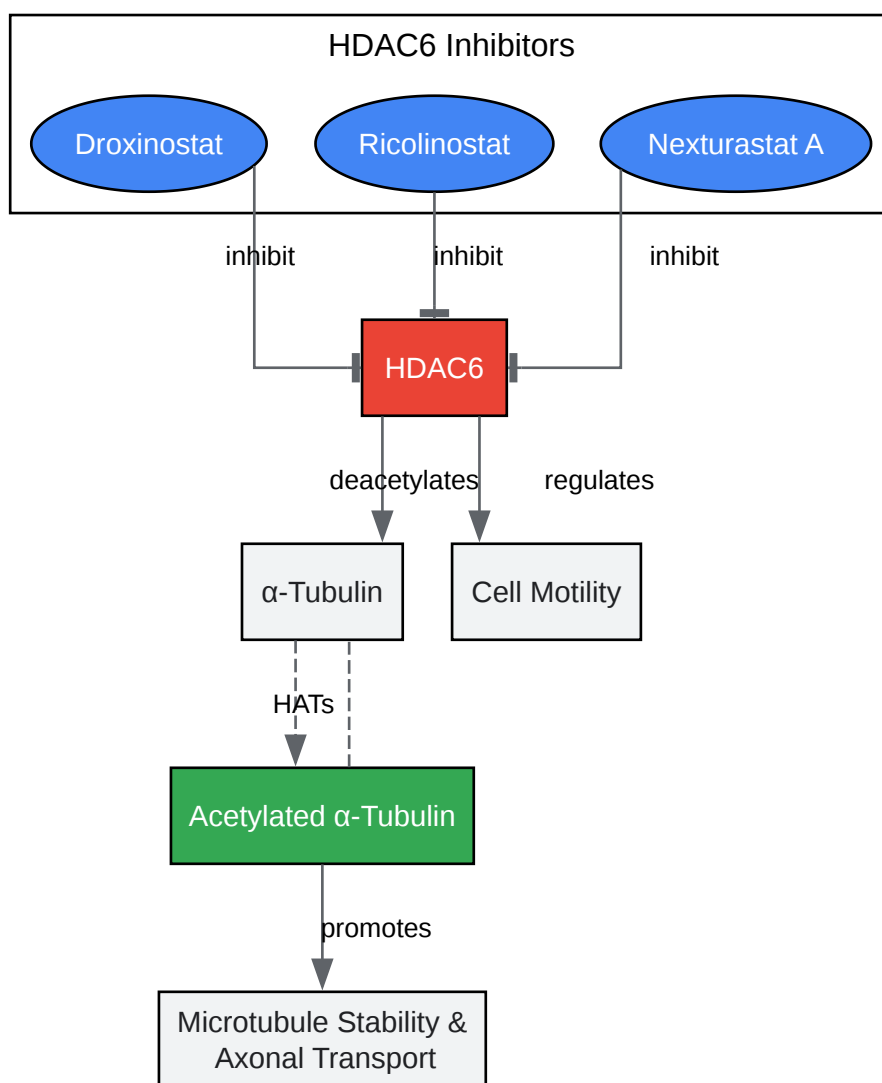 HDAC6 Inhibitors
Droxinostat
Ricolinostat
Nexturastat A
inhibit
inhibit
inhibit
HDAC6
deacetylates
regulates
α-Tubulin
Cell Motility
HATs
Acetylated α-Tubulin
promotes
Microtubule Stability &
Axonal Transport